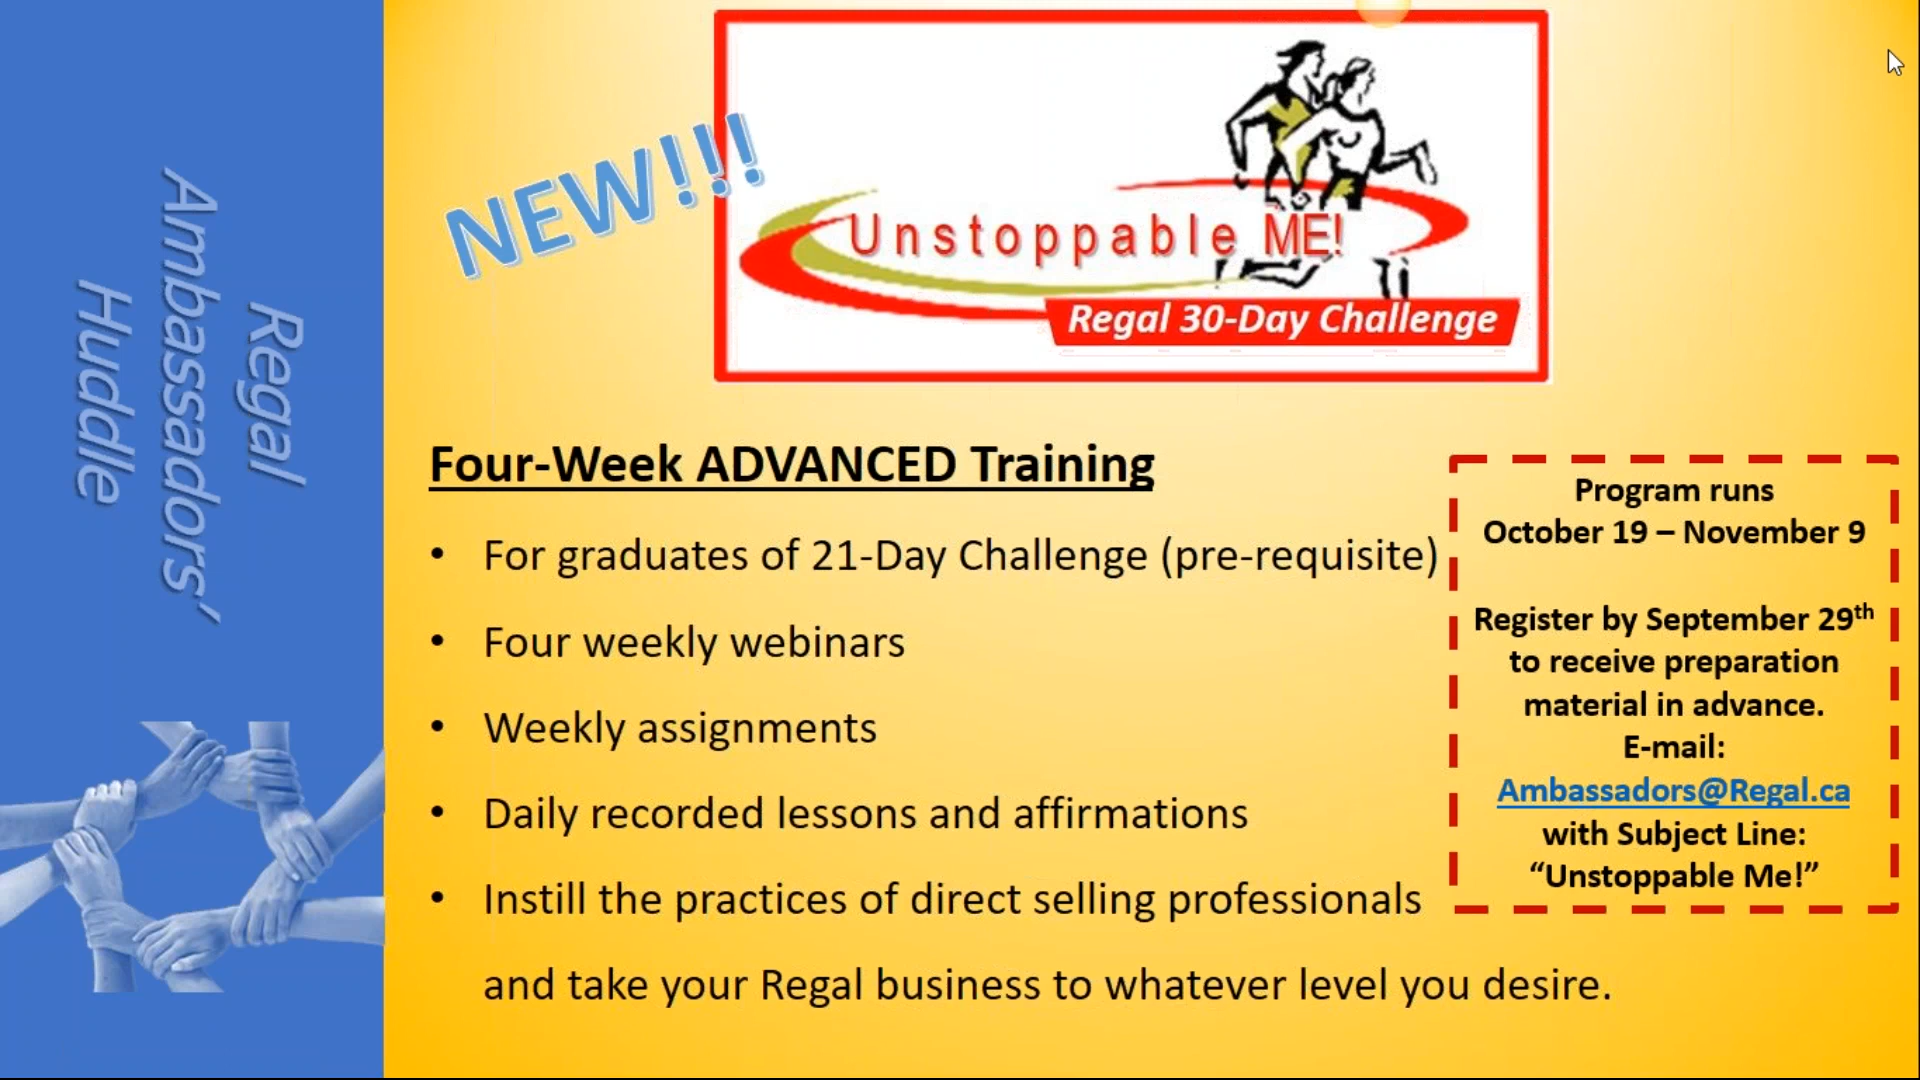 Regal
Ambassadors’
Huddle
NEW!!!
Unstoppable ME!
Regal 30-Day Challenge
Four-Week ADVANCED Training
• For graduates of 21-Day Challenge (pre-requisite)
• Four weekly webinars
• Weekly assignments
• Daily recorded lessons and affirmations
• Instill the practices of direct selling professionals
and take your Regal business to whatever level you desire.
Program runs
October 19 – November 9
Register by September 29th
to receive preparation
material in advance.
E-mail:
Ambassadors@Regal.ca
with Subject Line:
“Unstoppable Me!”